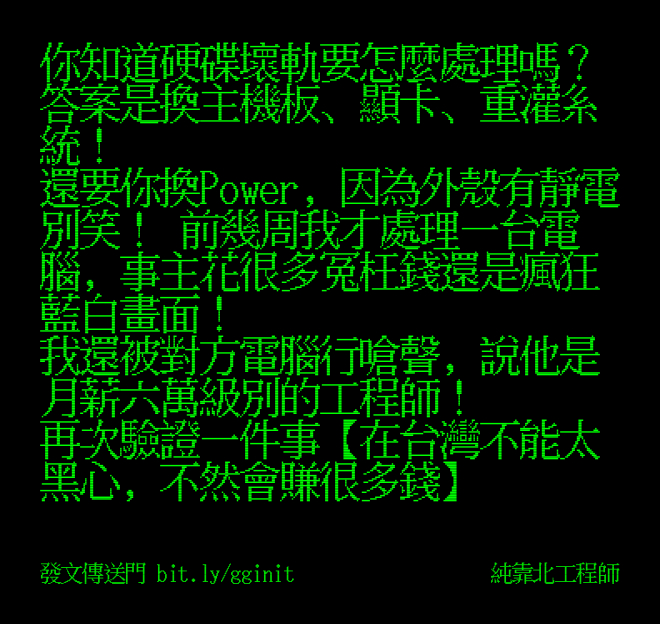 你知道硬碟壞軌要怎麼處理嗎？
答案是換主機板、顯卡、重灌系
統！
還要你換Power，因為外殼有靜電
別笑！ 前幾周我才處理一台電
腦，事主花很多冤枉錢還是瘋狂
藍白畫面！
我還被對方電腦行嗆聲，說他是
月薪六萬級別的工程師！
再次驗證一件事【在台灣不能太
黑心，不然會賺很多錢】
發文傳送門 bit.ly/gginit
純靠北工程師